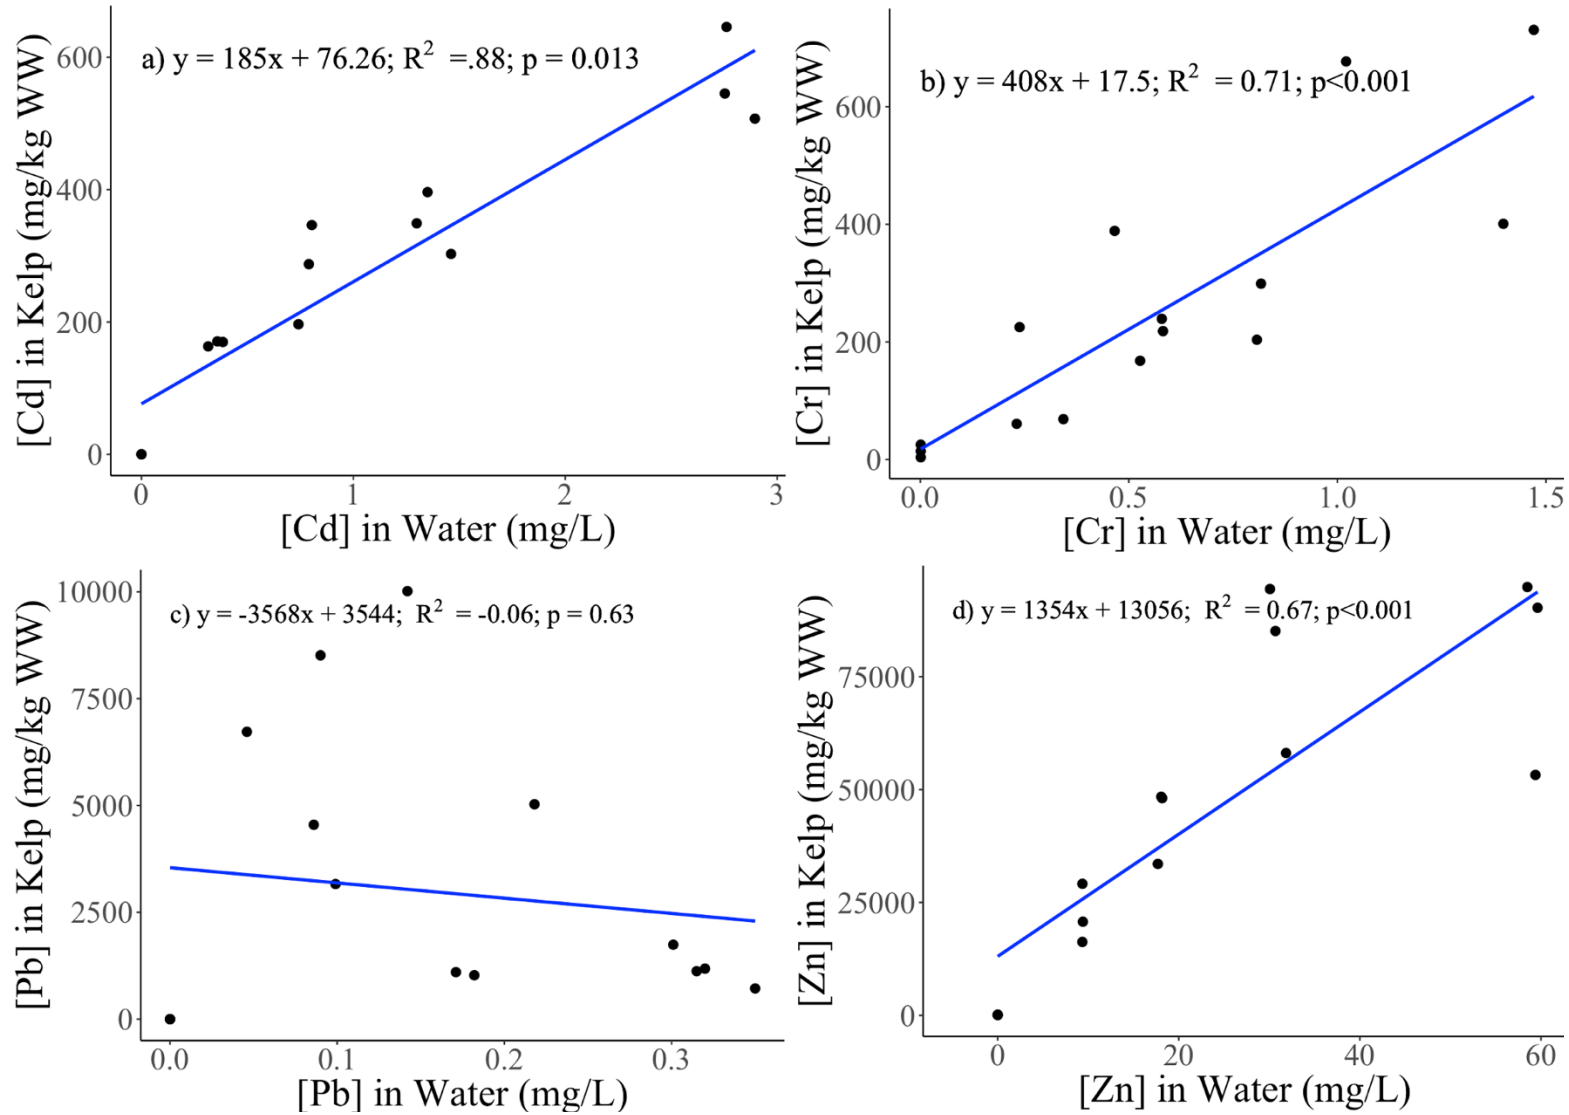 a) y = 185x + 76.26; R² =.88; p = 0.013
[Cd] in Kelp (mg/kg WW)
600
400
200
0
0 1 2 3
[Cd] in Water (mg/L)
b) y = 408x + 17.5; R² = 0.71; p<0.001
[Cr] in Kelp (mg/kg WW)
600
400
200
0
0.0 0.5 1.0 1.5
[Cr] in Water (mg/L)
c) y = -3568x + 3544; R² = -0.06; p = 0.63
[Pb] in Kelp (mg/kg WW)
10000
7500
5000
2500
0
0.0 0.1 0.2 0.3
[Pb] in Water (mg/L)
d) y = 1354x + 13056; R² = 0.67; p<0.001
[Zn] in Kelp (mg/kg WW)
75000
50000
25000
0
0 20 40 60
[Zn] in Water (mg/L)